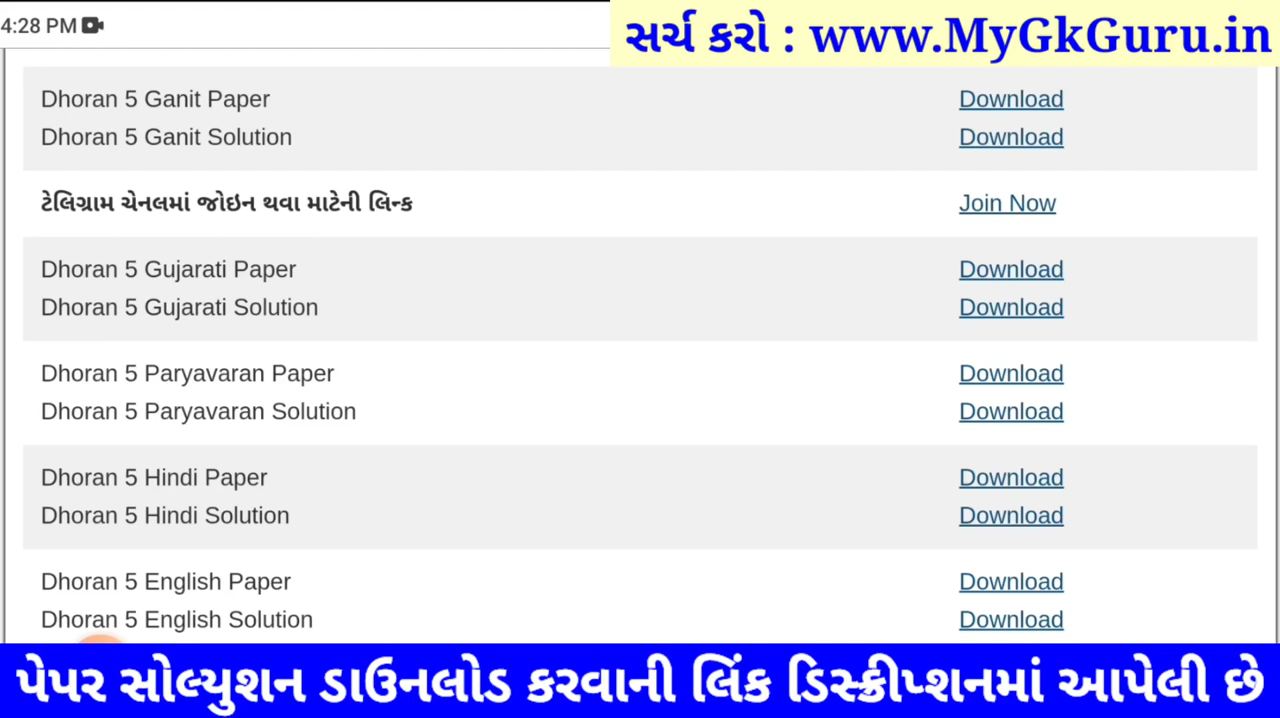 4:28 PM
સર્ચ કરો : www.MyGkGuru.in
Dhoran 5 Ganit Paper Download
Dhoran 5 Ganit Solution Download
ટેલિગ્રામ ચેનલમાં જોઇન થવા માટેની લિન્ક Join Now
Dhoran 5 Gujarati Paper Download
Dhoran 5 Gujarati Solution Download
Dhoran 5 Paryavaran Paper Download
Dhoran 5 Paryavaran Solution Download
Dhoran 5 Hindi Paper Download
Dhoran 5 Hindi Solution Download
Dhoran 5 English Paper Download
Dhoran 5 English Solution Download
પેપર સોલ્યુશન ડાઉનલોડ કરવાની લિંક ડિસ્ક્રીપ્શનમાં આપેલી છે